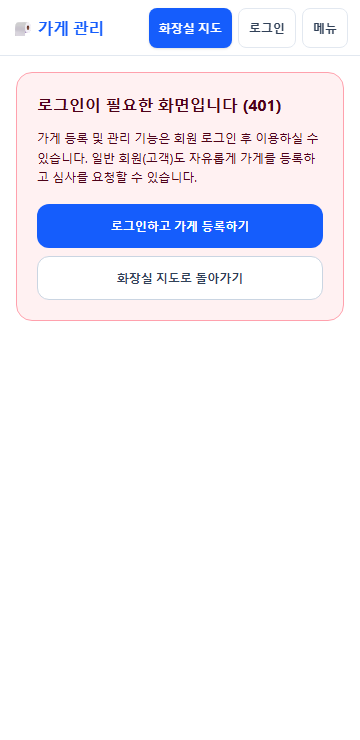 가게 관리
화장실 지도
로그인
메뉴
로그인이 필요한 화면입니다 (401)
가게 등록 및 관리 기능은 회원 로그인 후 이용하실 수
있습니다. 일반 회원(고객)도 자유롭게 가게를 등록하
고 심사를 요청할 수 있습니다.
로그인하고 가게 등록하기
화장실 지도로 돌아가기